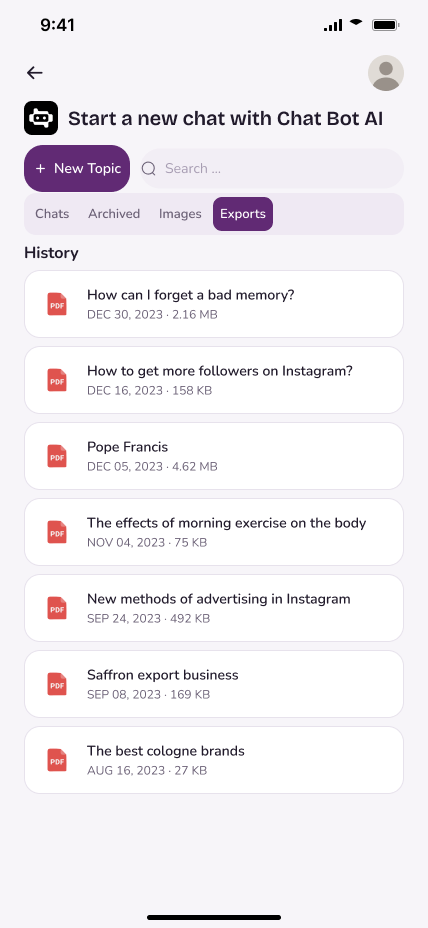 9:41
Start a new chat with Chat Bot AI
+ New Topic
Search ...
Chats Archived Images Exports
History
PDF
How can I forget a bad memory?
DEC 30, 2023 · 2.16 MB
PDF
How to get more followers on Instagram?
DEC 16, 2023 · 158 KB
PDF
Pope Francis
DEC 05, 2023 · 4.62 MB
PDF
The effects of morning exercise on the body
NOV 04, 2023 · 75 KB
PDF
New methods of advertising in Instagram
SEP 24, 2023 · 492 KB
PDF
Saffron export business
SEP 08, 2023 · 169 KB
PDF
The best cologne brands
AUG 16, 2023 · 27 KB